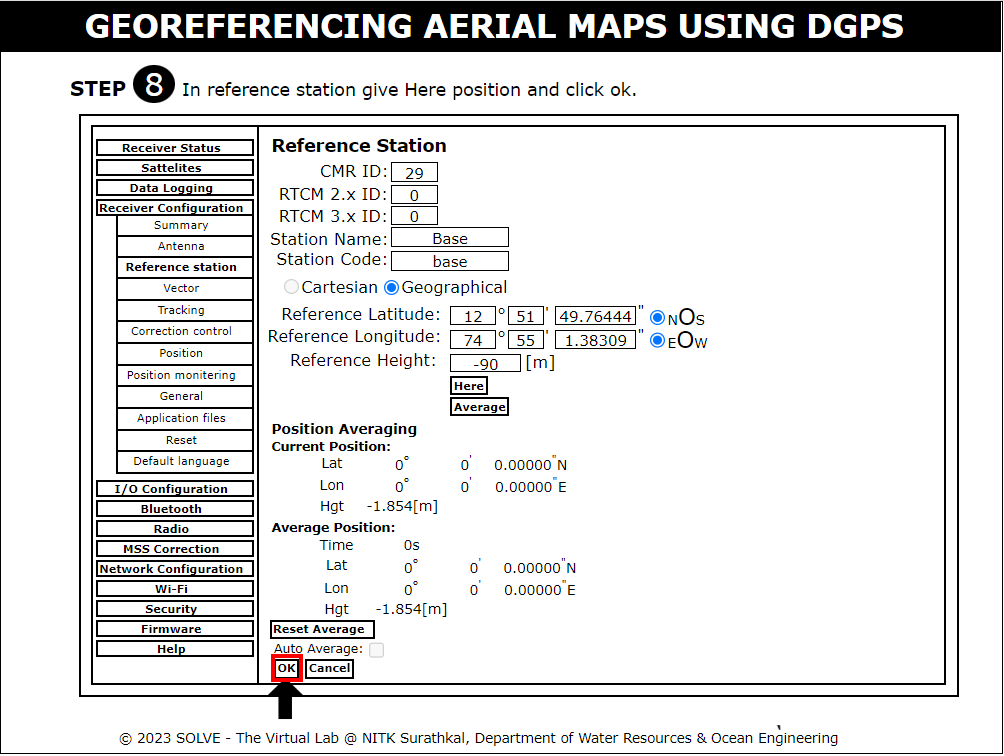 GEOREFERENCING AERIAL MAPS USING DGPS
STEP 8 In reference station give Here position and click ok.
Receiver Status
Sattelites
Data Logging
Receiver Configuration
Summary
Antenna
Reference station
Vector
Tracking
Correction control
Position
Position monitering
General
Application files
Reset
Default language
I/O Configuration
Bluetooth
Radio
MSS Correction
Network Configuration
Wi-Fi
Security
Firmware
Help
Reference Station
CMR ID: 29
RTCM 2.x ID: 0
RTCM 3.x ID: 0
Station Name: Base
Station Code: base
Cartesian Geographical
Reference Latitude: 12 ° 51 ' 49.76444 " N S
Reference Longitude: 74 ° 55 ' 1.38309 " E W
Reference Height: -90 [m]
Here
Average
Position Averaging
Current Position:
Lat 0° 0' 0.00000"N
Lon 0° 0' 0.00000"E
Hgt -1.854[m]
Average Position:
Time 0s
Lat 0° 0' 0.00000"N
Lon 0° 0' 0.00000"E
Hgt -1.854[m]
Reset Average
Auto Average:
OK Cancel
© 2023 SOLVE - The Virtual Lab @ NITK Surathkal, Department of Water Resources & Ocean Engineering